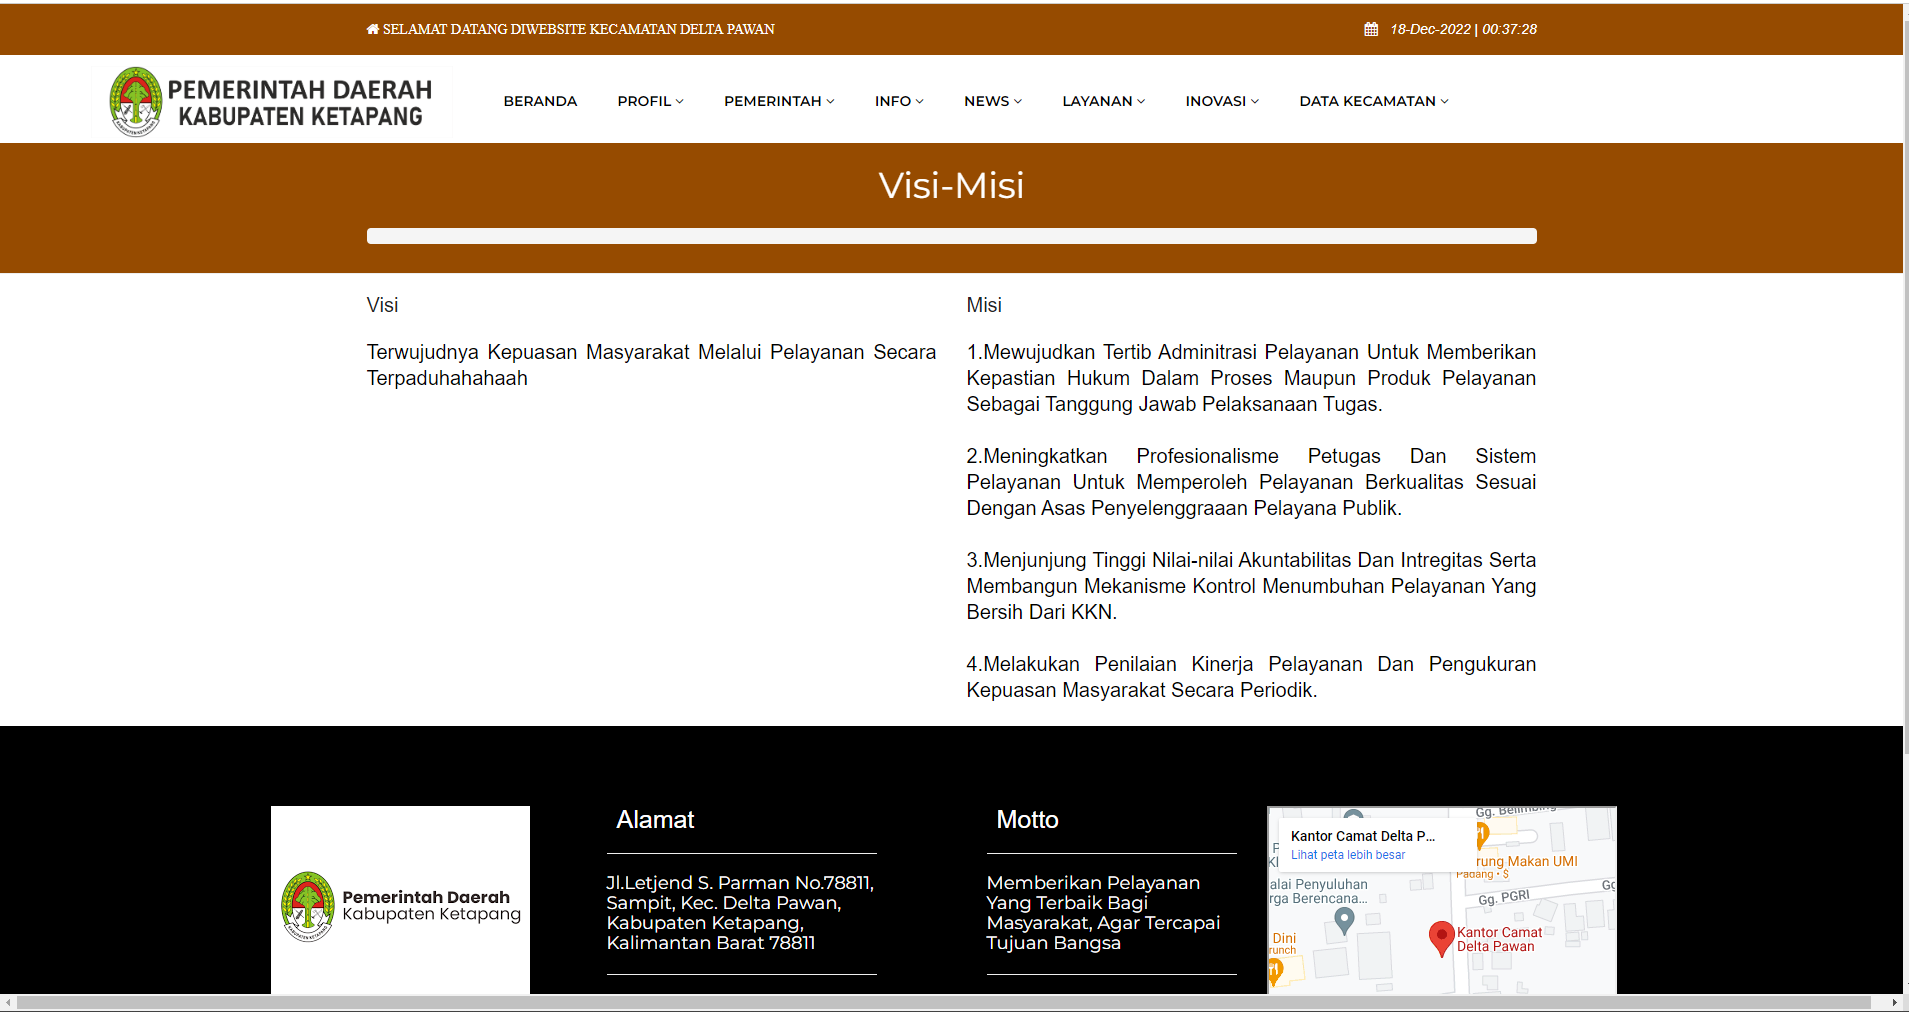 SELAMAT DATANG DIWEBSITE KECAMATAN DELTA PAWAN
18-Dec-2022 | 00:37:28
PEMERINTAH DAERAH
KABUPATEN KETAPANG
BERANDA PROFIL PEMERINTAH INFO NEWS LAYANAN INOVASI DATA KECAMATAN
Visi-Misi
Visi
Terwujudnya Kepuasan Masyarakat Melalui Pelayanan Secara
Terpaduhahahaah
Misi
1.Mewujudkan Tertib Adminitrasi Pelayanan Untuk Memberikan
Kepastian Hukum Dalam Proses Maupun Produk Pelayanan
Sebagai Tanggung Jawab Pelaksanaan Tugas.
2.Meningkatkan Profesionalisme Petugas Dan Sistem
Pelayanan Untuk Memperoleh Pelayanan Berkualitas Sesuai
Dengan Asas Penyelenggraaan Pelayana Publik.
3.Menjunjung Tinggi Nilai-nilai Akuntabilitas Dan Intregitas Serta
Membangun Mekanisme Kontrol Menumbuhan Pelayanan Yang
Bersih Dari KKN.
4.Melakukan Penilaian Kinerja Pelayanan Dan Pengukuran
Kepuasan Masyarakat Secara Periodik.
Pemerintah Daerah
Kabupaten Ketapang
Alamat
Jl.Letjend S. Parman No.78811,
Sampit, Kec. Delta Pawan,
Kabupaten Ketapang,
Kalimantan Barat 78811
Motto
Memberikan Pelayanan
Yang Terbaik Bagi
Masyarakat, Agar Tercapai
Tujuan Bangsa
Gg. Belimbing
Kantor Camat Delta P...
Lihat peta lebih besar
rung Makan UMI
Padang • $
alai Penyuluhan
rga Berencana...
Gg. PGRI
Kantor Camat
Delta Pawan
Dini
runch